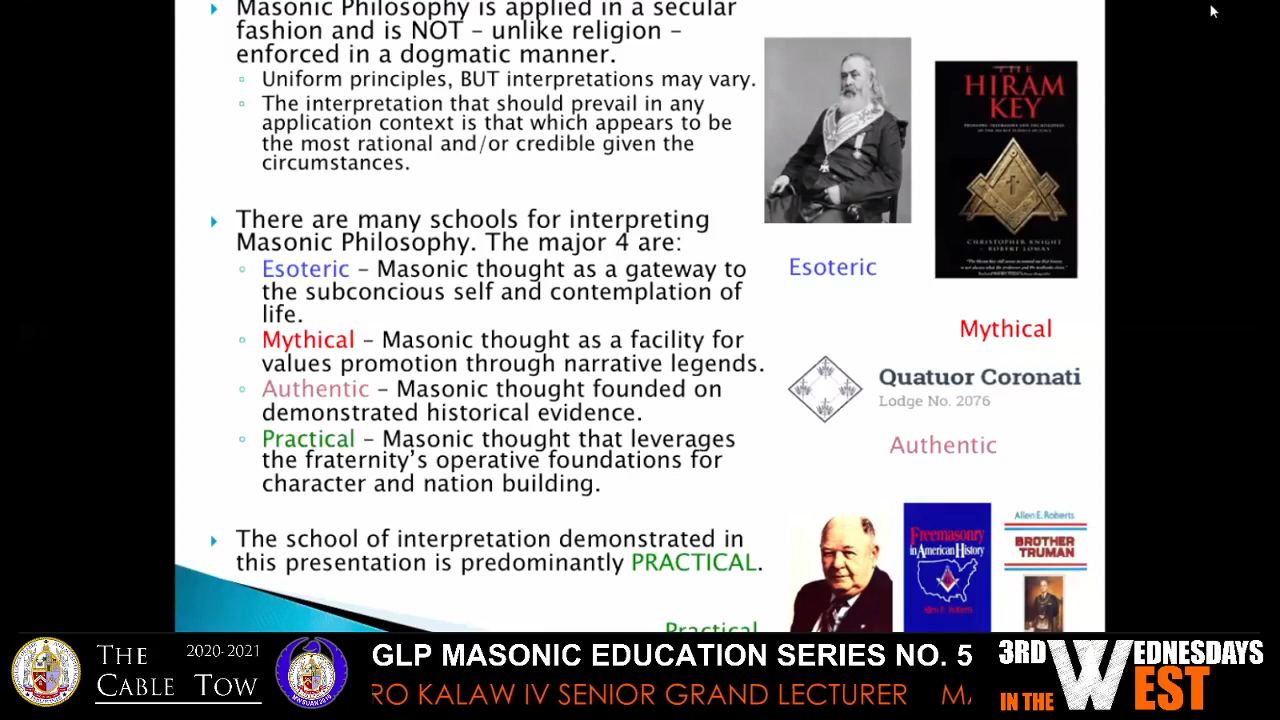 Masonic Philosophy is applied in a secular
fashion and is NOT – unlike religion –
enforced in a dogmatic manner.
Uniform principles, BUT interpretations may vary.
The interpretation that should prevail in any
application context is that which appears to be
the most rational and/or credible given the
circumstances.
There are many schools for interpreting
Masonic Philosophy. The major 4 are:
Esoteric – Masonic thought as a gateway to
the subconcious self and contemplation of
life.
Mythical – Masonic thought as a facility for
values promotion through narrative legends.
Authentic – Masonic thought founded on
demonstrated historical evidence.
Practical – Masonic thought that leverages
the fraternity's operative foundations for
character and nation building.
The school of interpretation demonstrated in
this presentation is predominantly PRACTICAL.
Esoteric
THE
HIRAM
KEY
CHRISTOPHER KNIGHT
ROBERT LOMAS
Mythical
Quatuor Coronati
Lodge No. 2076
Authentic
Freemasonry
in American History
Allen E. Roberts
Allen E. Roberts
BROTHER
TRUMAN
Practical
THE
CABLE TOW
2020-2021
GLP MASONIC EDUCATION SERIES NO. 5
RO KALAW IV SENIOR GRAND LECTURER
3RD WEDNESDAYS
IN THE WEST